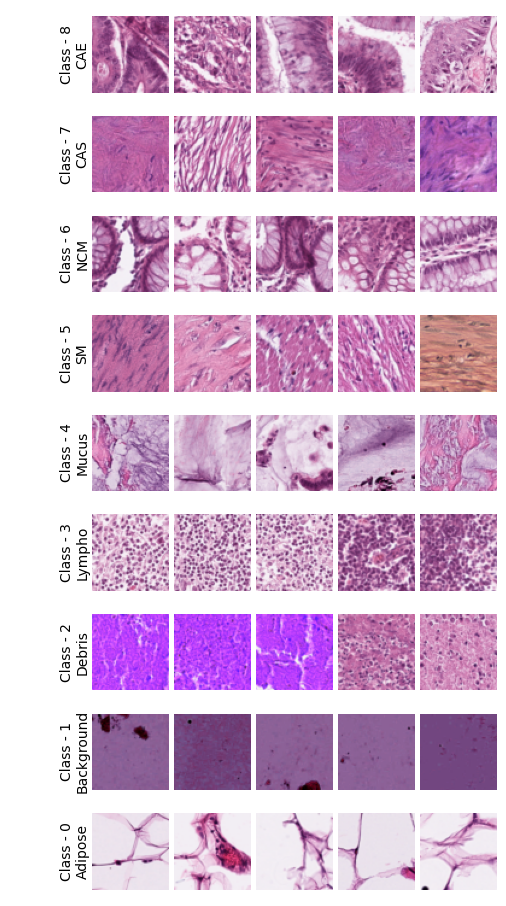 Class - 8
CAE
Class - 7
CAS
Class - 6
NCM
Class - 5
SM
Class - 4
Mucus
Class - 3
Lympho
Class - 2
Debris
Class - 1
Background
Class - 0
Adipose